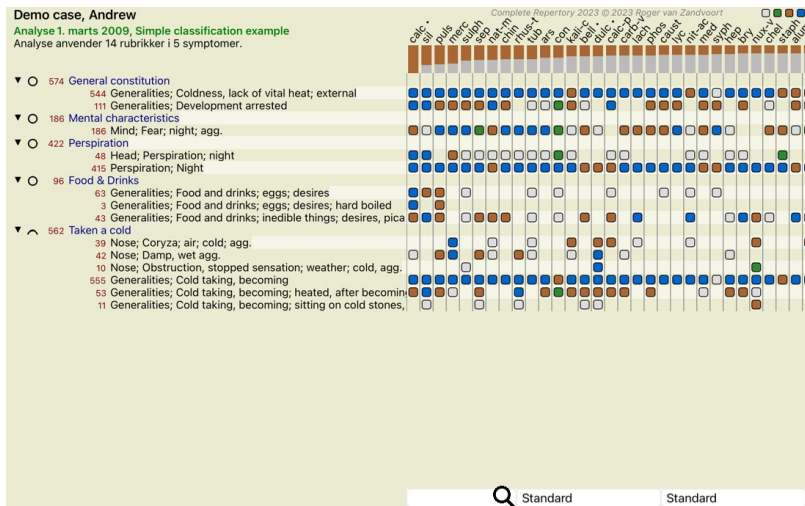 Demo case, Andrew
Complete Repertory 2023 © 2023 Roger van Zandvoort
Analyse 1. marts 2009, Simple classification example
Analyse anvender 14 rubrikker i 5 symptomer.
calc • sil puls merc sulph sep nat-m chin rhus-t tub ars con kali-c bell • dulc • calc-p carb-v lach phos caust lyc nit-ac med syph hep bry nux-v chel staph
574 General constitution
544 Generalities; Coldness, lack of vital heat; external
111 Generalities; Development arrested
186 Mental characteristics
186 Mind; Fear; night; agg.
422 Perspiration
48 Head; Perspiration; night
415 Perspiration; Night
96 Food & Drinks
63 Generalities; Food and drinks; eggs; desires
3 Generalities; Food and drinks; eggs; desires; hard boiled
43 Generalities; Food and drinks; inedible things; desires, pica
562 Taken a cold
39 Nose; Coryza; air; cold; agg.
42 Nose; Damp, wet agg.
10 Nose; Obstruction, stopped sensation; weather; cold, agg.
555 Generalities; Cold taking, becoming
53 Generalities; Cold taking, becoming; heated, after becomin
11 Generalities; Cold taking, becoming; sitting on cold stones,
Standard Standard